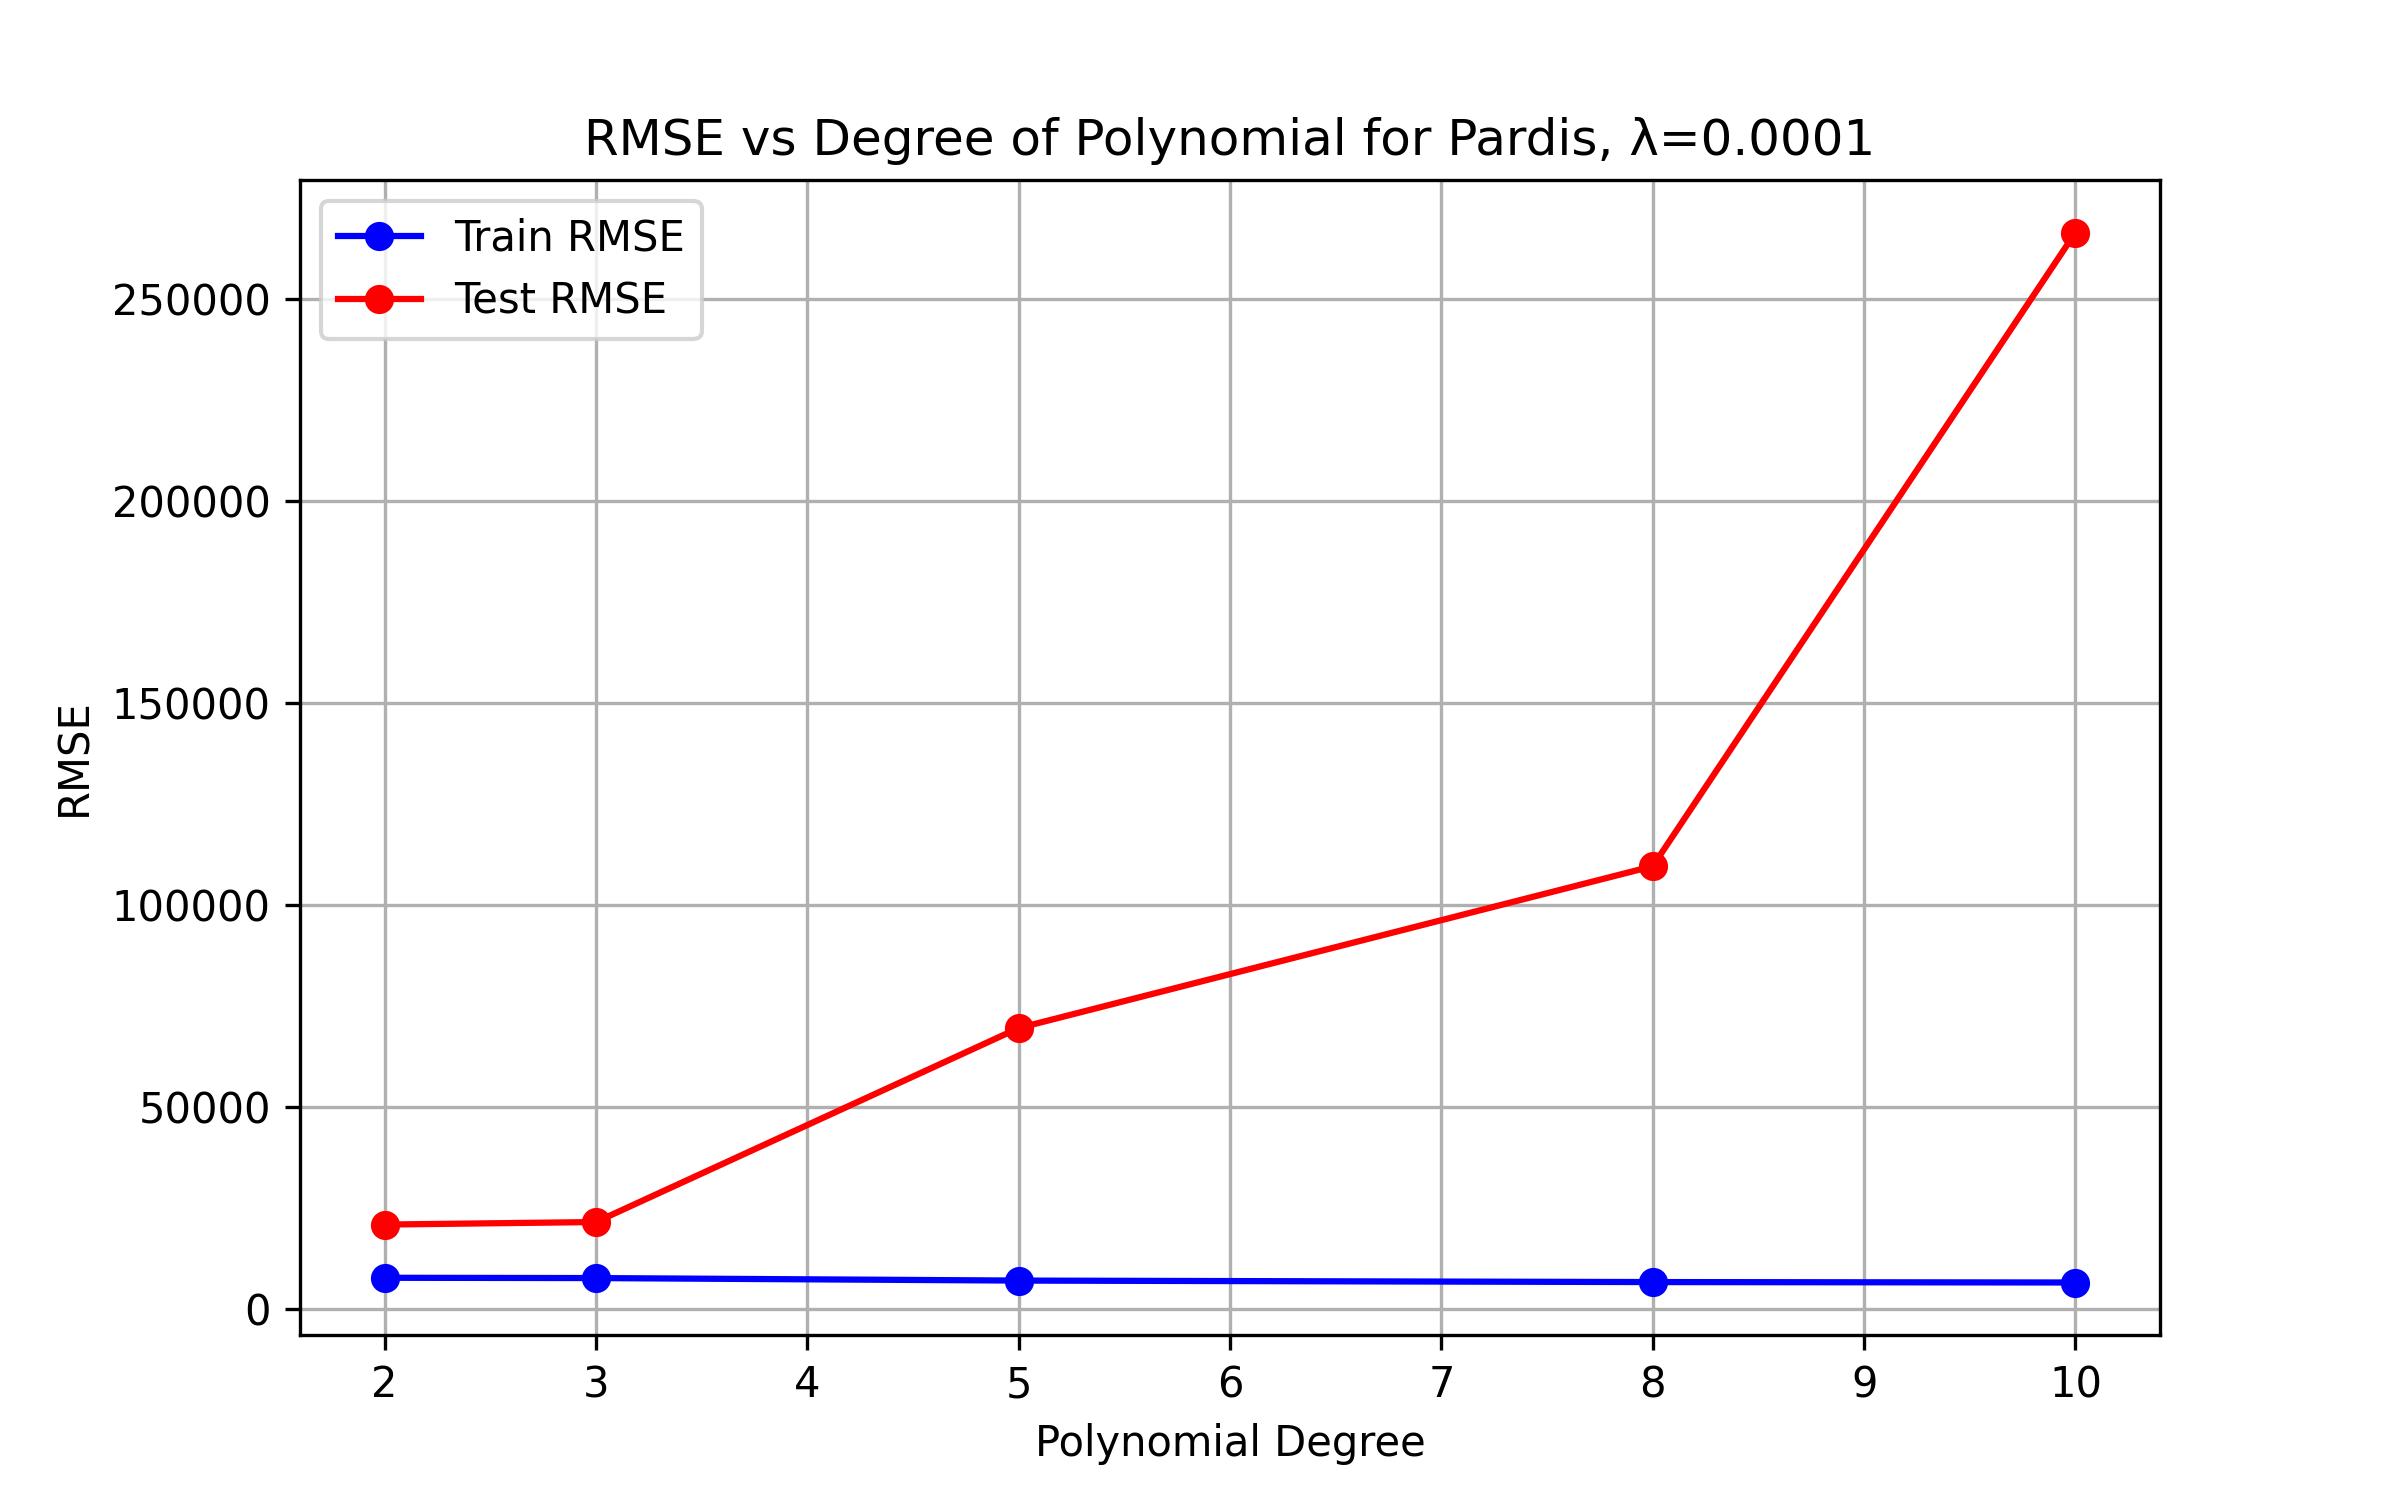 RMSE vs Degree of Polynomial for Pardis, λ=0.0001
Train RMSE
Test RMSE
250000
200000
150000
100000
50000
0
RMSE
2 3 4 5 6 7 8 9 10
Polynomial Degree